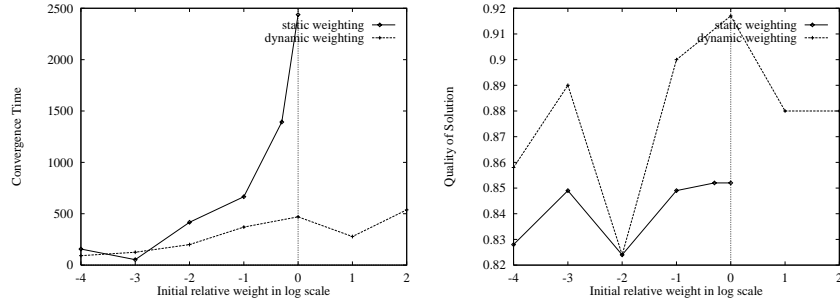 2500
2000
1500
1000
500
0
-4 -3 -2 -1 0 1 2
Convergence Time
Initial relative weight in log scale
static weighting
dynamic weighting
0.92
0.91
0.9
0.89
0.88
0.87
0.86
0.85
0.84
0.83
0.82
-4 -3 -2 -1 0 1 2
Quality of Solution
Initial relative weight in log scale
static weighting
dynamic weighting